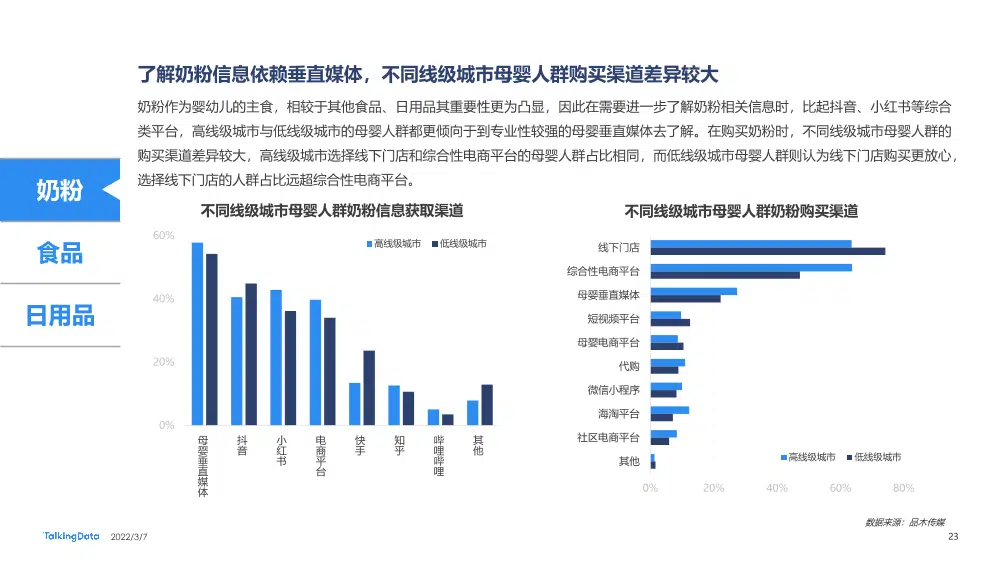 了解奶粉信息依赖垂直媒体，不同线级城市母婴人群购买渠道差异较大
奶粉作为婴幼儿的主食，相较于其他食品、日用品其重要性更为凸显，因此在需要进一步了解奶粉相关信息时，比起抖音、小红书等综合
类平台，高线级城市与低线级城市的母婴人群都更倾向于到专业性较强的母婴垂直媒体去了解。在购买奶粉时，不同线级城市母婴人群的
购买渠道差异较大，高线级城市选择线下门店和综合性电商平台的母婴人群占比相同，而低线级城市母婴人群则认为线下门店购买更放心，
选择线下门店的人群占比远超综合性电商平台。
奶粉
食品
日用品
不同线级城市母婴人群奶粉信息获取渠道
高线级城市 低线级城市
60%
40%
20%
0%
母婴垂直媒体
抖音
小红书
电商平台
快手
知乎
哔哩哔哩
其他
不同线级城市母婴人群奶粉购买渠道
线下门店
综合性电商平台
母婴垂直媒体
短视频平台
母婴电商平台
代购
微信小程序
海淘平台
社区电商平台
其他
高线级城市 低线级城市
0% 20% 40% 60% 80%
数据来源：品木传媒
TalkingData 2022/3/7
23